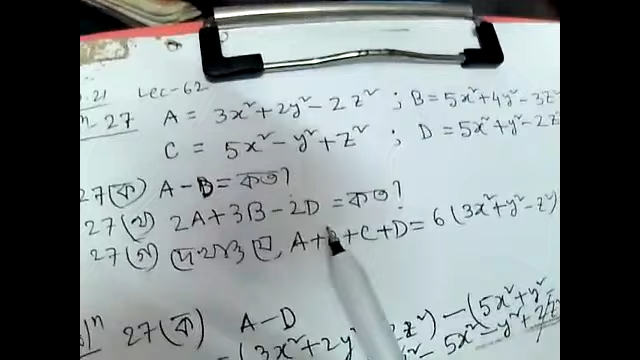 .21 Lec-62
27 A = 3x²+2y²-2z² ; B=5x²+4y²-3z²
C = 5x²-y²+z² ; D=5x²+y²-2z²
27(ক) A-D=কত?
27(খ) 2A+3B-2D=কত?
27(গ) দেখাও যে, A+B+C+D=6(3x²+y²-z²)
27(ক) A-D
=(3x²+2y² 2z²)-(5x²+y²
5x²-y²+2z²